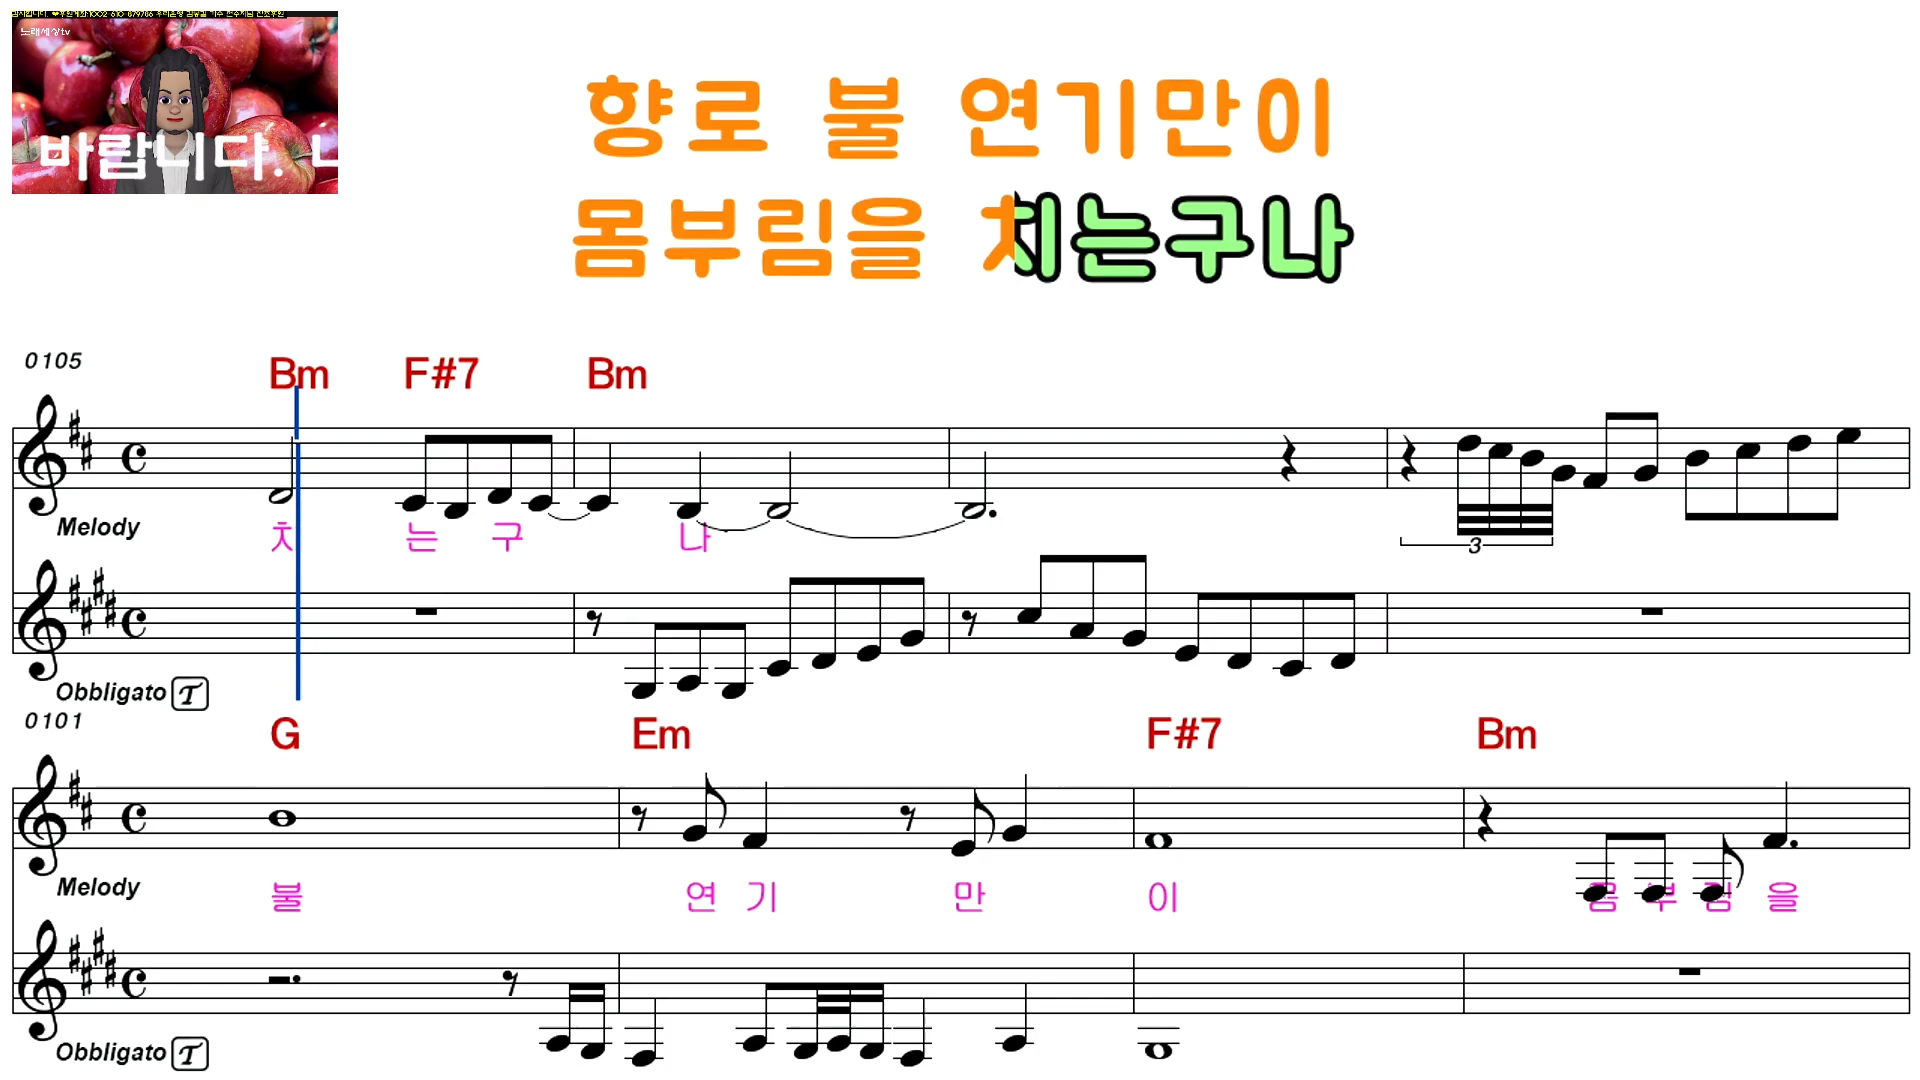 노래세상tv
바랍니다.
향로 불 연기만이
몸부림을 치는구나
0105
Bm F#7 Bm
Melody
치 는 구 나
3
Obbligato T
0101
G Em F#7 Bm
Melody
불 연 기 만 이 몸 부 림 을
Obbligato T